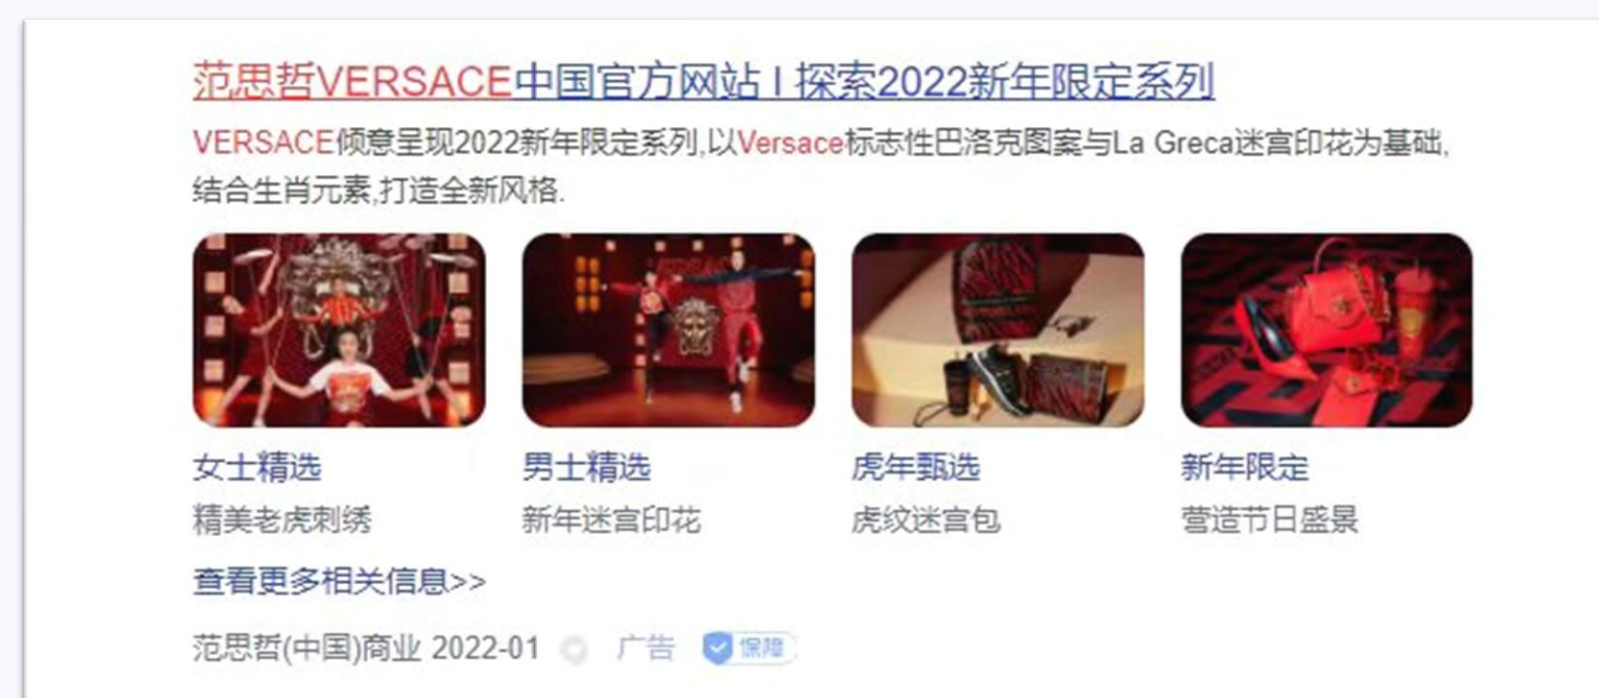 范思哲VERSACE中国官方网站 I 探索2022新年限定系列
VERSACE倾意呈现2022新年限定系列,以Versace标志性巴洛克图案与La Greca迷宫印花为基础,
结合生肖元素,打造全新风格.
女士精选
男士精选
虎年甄选
新年限定
精美老虎刺绣
新年迷宫印花
虎纹迷宫包
营造节日盛景
查看更多相关信息>>
范思哲(中国)商业 2022-01 广告 保障